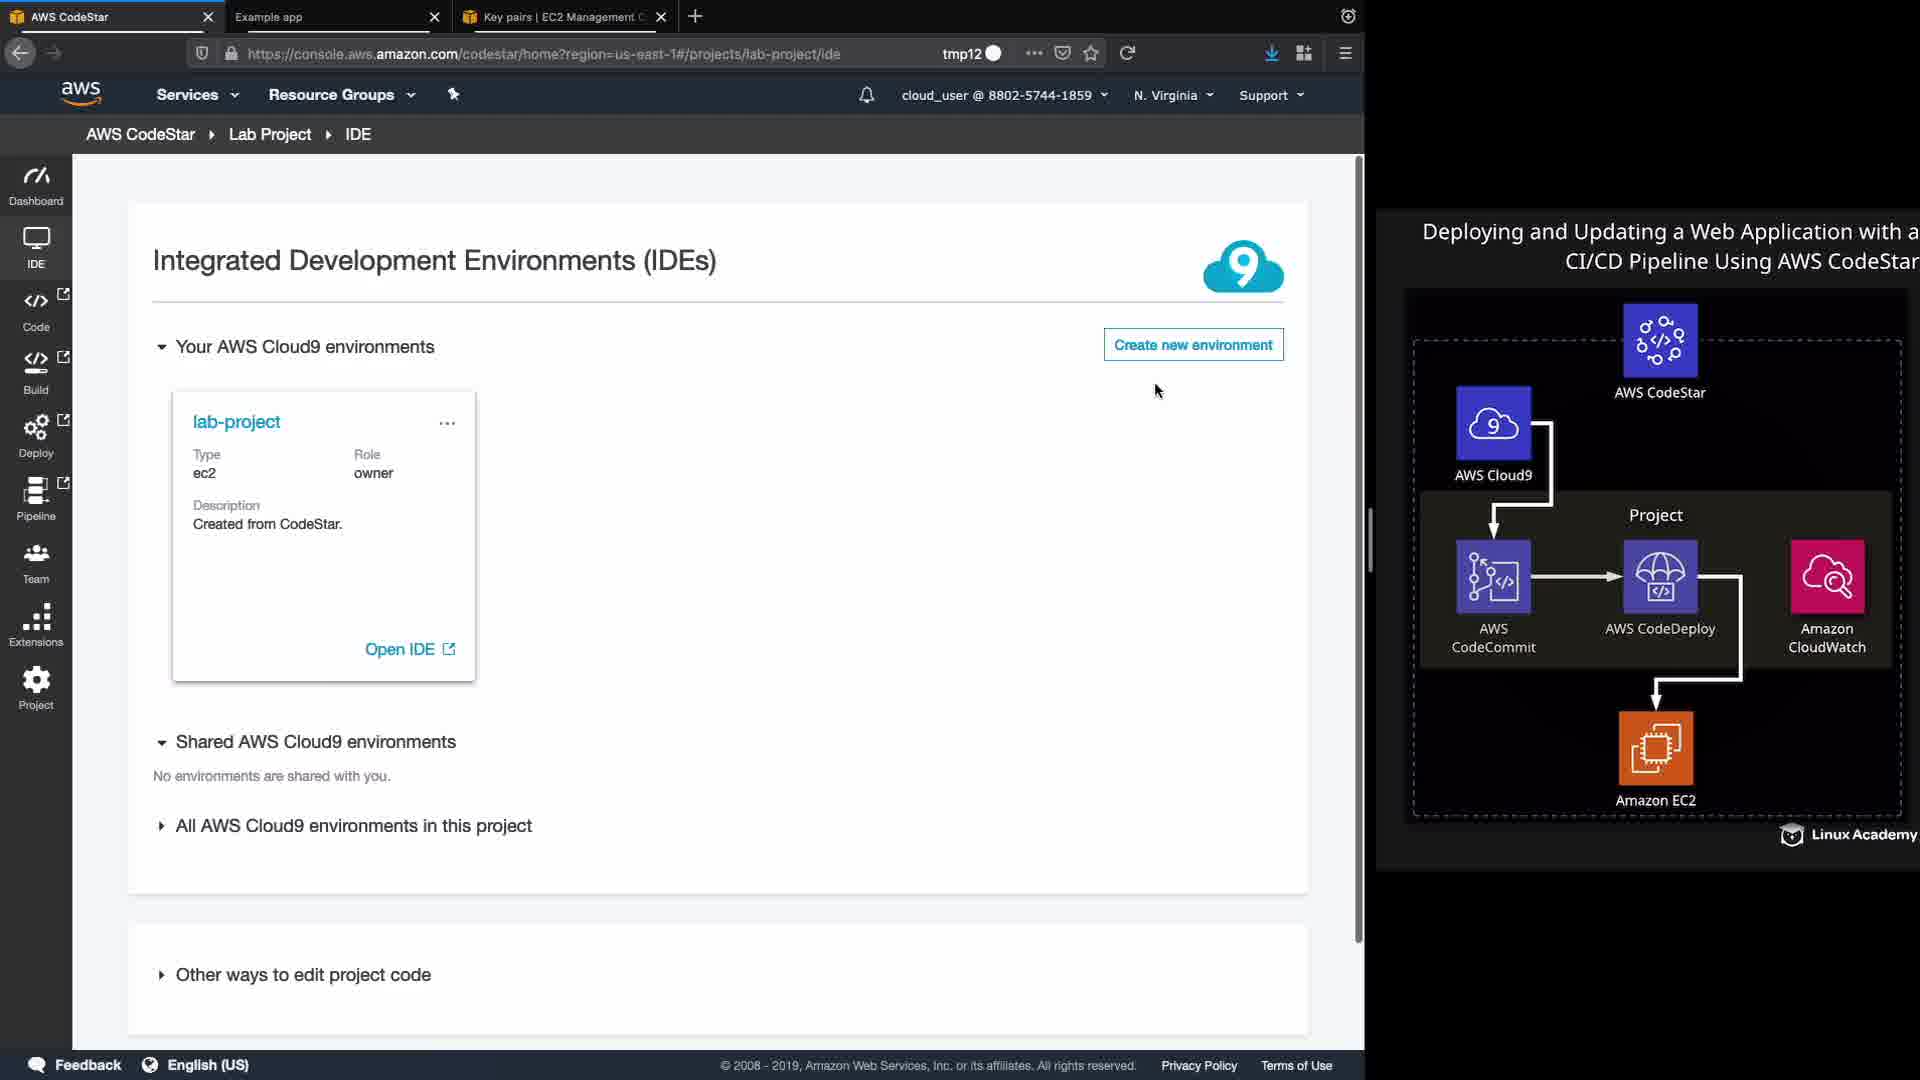 AWS CodeStar
Example app
Key pairs | EC2 Management C
https://console.aws.amazon.com/codestar/home?region=us-east-1#/projects/lab-project/ide
tmp12
aws
Services
Resource Groups
cloud_user @ 8802-5744-1859
N. Virginia
Support
AWS CodeStar
Lab Project
IDE
Dashboard
IDE
Code
Build
Deploy
Pipeline
Team
Extensions
Project
Integrated Development Environments (IDEs)
9
Your AWS Cloud9 environments
Create new environment
lab-project
Type
Role
ec2
owner
Description
Created from CodeStar.
Open IDE
Shared AWS Cloud9 environments
No environments are shared with you.
All AWS Cloud9 environments in this project
Other ways to edit project code
Feedback
English (US)
© 2008 - 2019, Amazon Web Services, Inc. or its affiliates. All rights reserved.
Privacy Policy
Terms of Use
Deploying and Updating a Web Application with a
CI/CD Pipeline Using AWS CodeStar
AWS CodeStar
9
AWS Cloud9
Project
AWS
CodeCommit
AWS CodeDeploy
Amazon
CloudWatch
Amazon EC2
Linux Academy